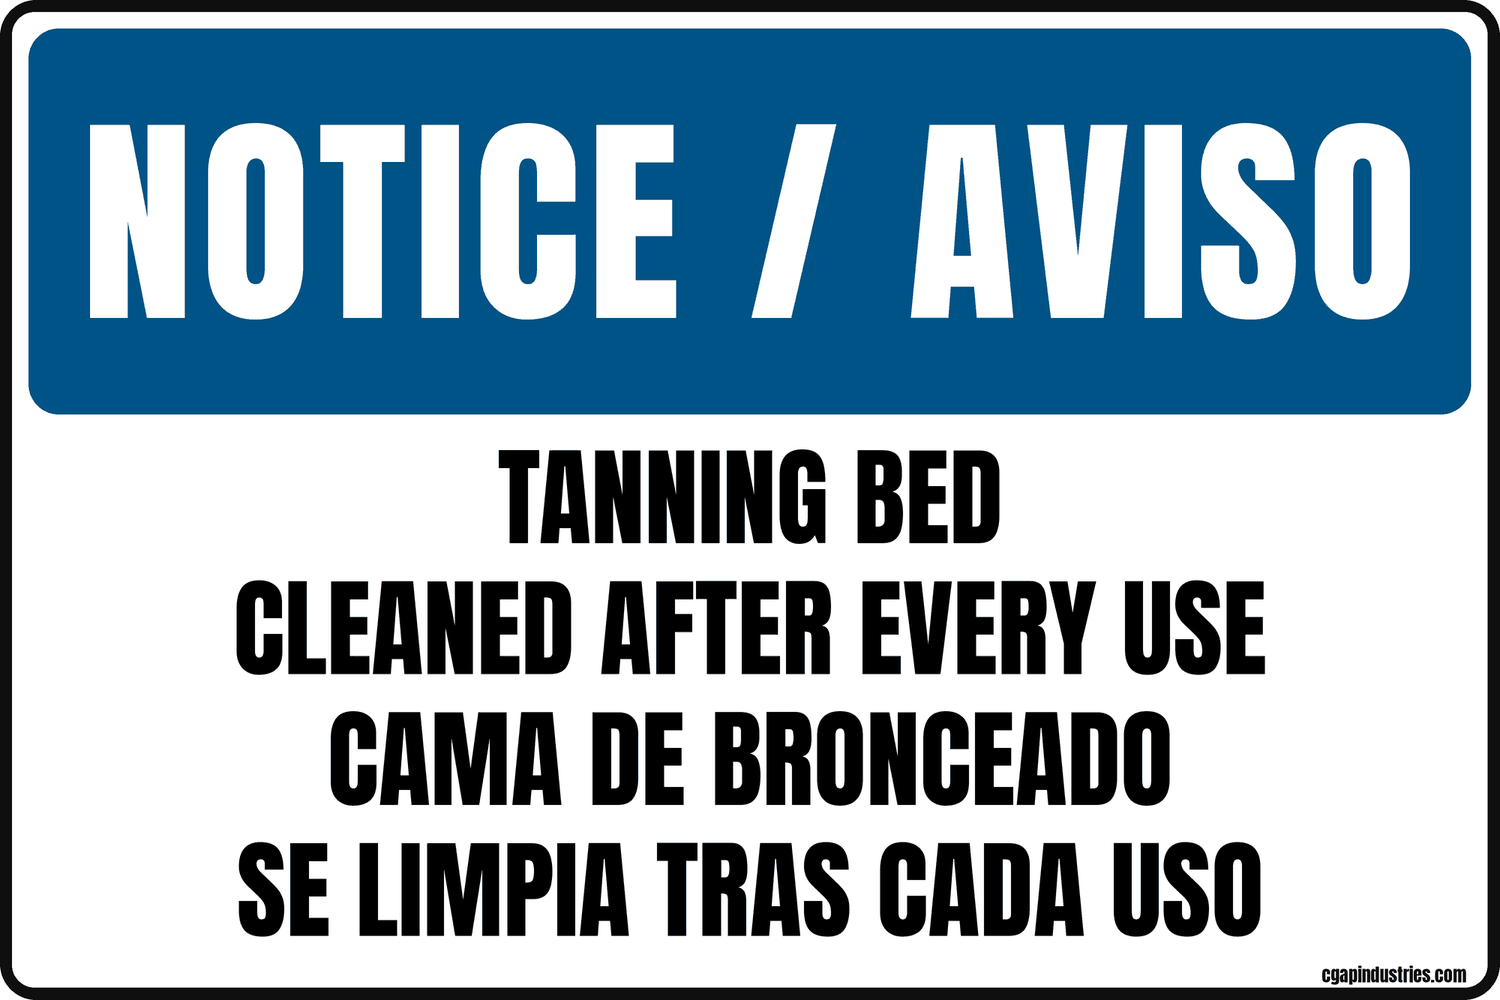 NOTICE / AVISO
TANNING BED
CLEANED AFTER EVERY USE
CAMA DE BRONCEADO
SE LIMPIA TRAS CADA USO
cgapindustries.com